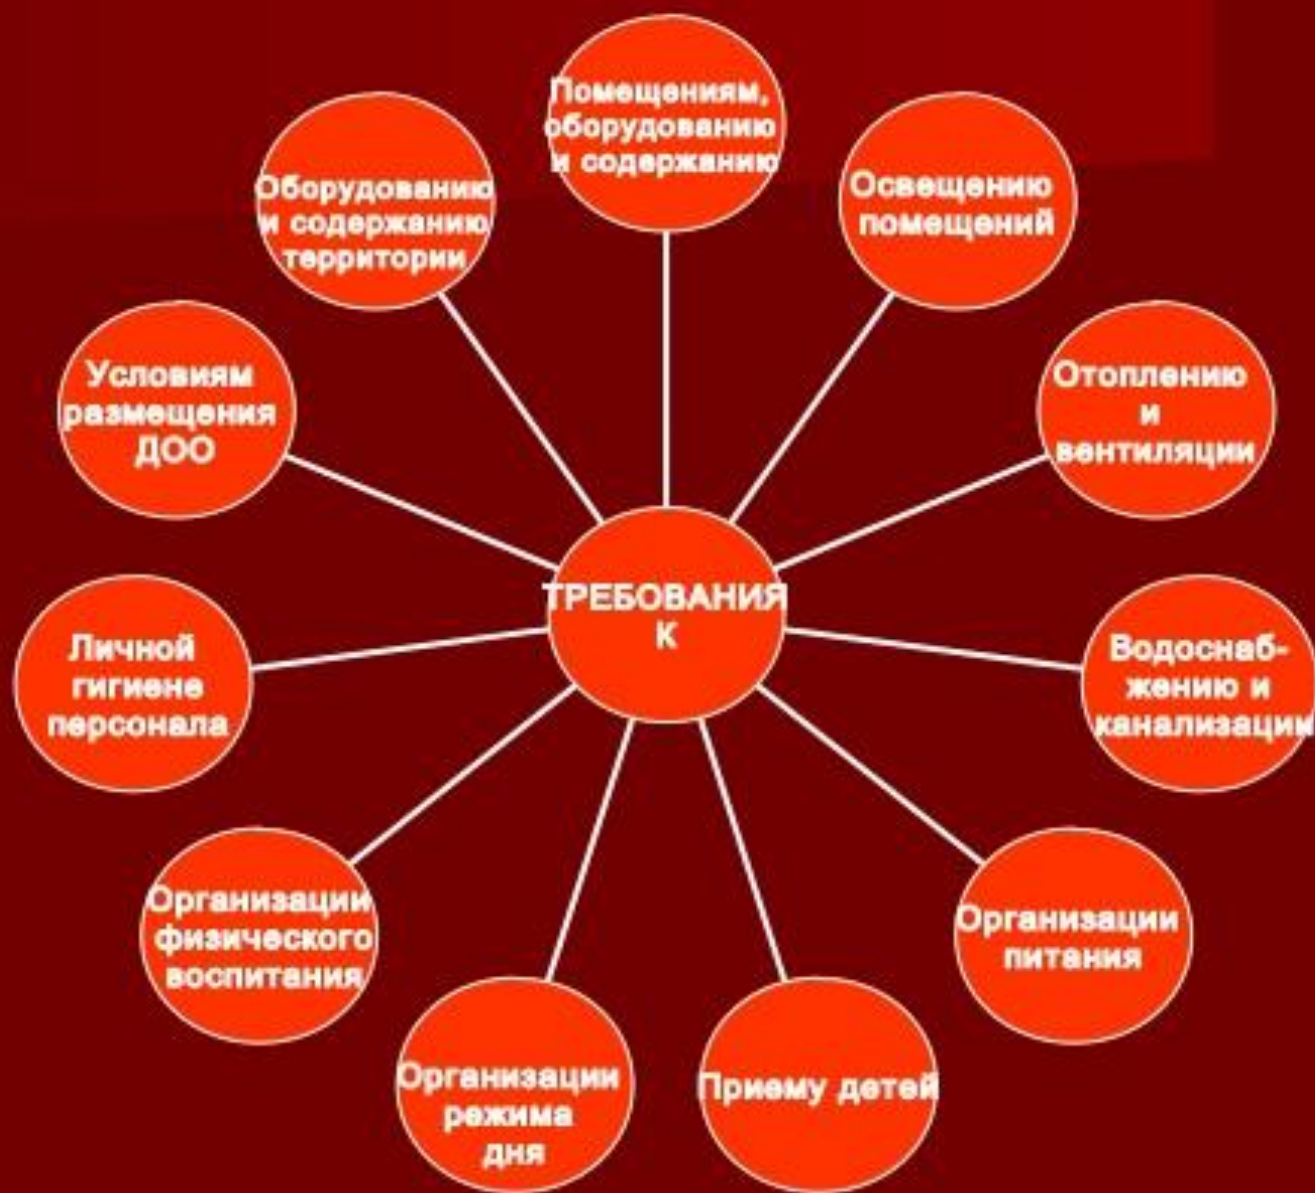 Помещениям,
оборудованию
и содержанию
Оборудованию
и содержанию
территории
Освещению
помещений
Условиям
размещения
ДОО
Отоплению
и
вентиляции
ТРЕБОВАНИЯ
К
Личной
гигиене
персонала
Водоснаб-
жению и
канализации
Организации
физического
воспитания
Организации
питания
Организации
режима
дня
Приему детей